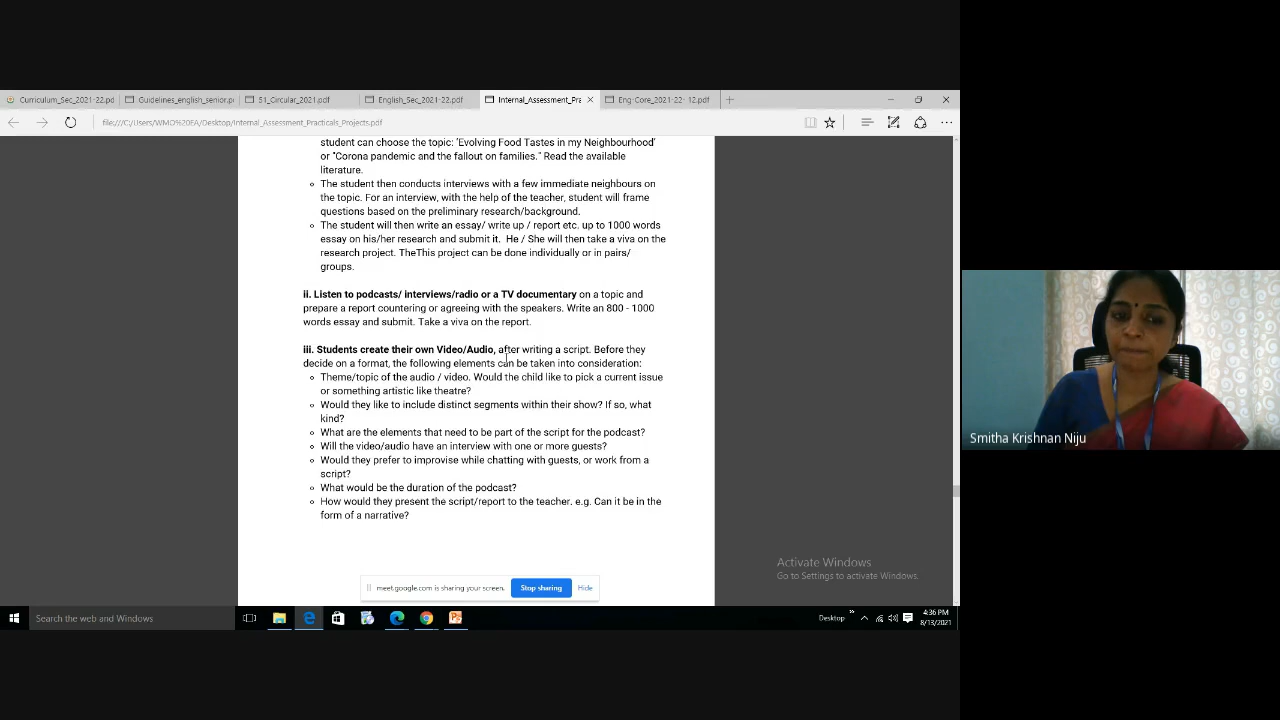 Curriculum_Sec_2021-22.pd
Guidelines_english_senior.p
51_Circular_2021.pdf
English_Sec_2021-22.pdf
Internal_Assessment_Pra
Eng-Core_2021-22- 12.pdf
file:///C:/Users/WMO%20EA/Desktop/Internal_Assessment_Practicals_Projects.pdf
student can choose the topic: 'Evolving Food Tastes in my Neighbourhood'
or "Corona pandemic and the fallout on families." Read the available
literature.
The student then conducts interviews with a few immediate neighbours on
the topic. For an interview, with the help of the teacher, student will frame
questions based on the preliminary research/background.
The student will then write an essay/ write up / report etc. up to 1000 words
essay on his/her research and submit it. He / She will then take a viva on the
research project. TheThis project can be done individually or in pairs/
groups.
ii. Listen to podcasts/ interviews/radio or a TV documentary on a topic and
prepare a report countering or agreeing with the speakers. Write an 800 - 1000
words essay and submit. Take a viva on the report.
iii. Students create their own Video/Audio, after writing a script. Before they
decide on a format, the following elements can be taken into consideration:
Theme/topic of the audio / video. Would the child like to pick a current issue
or something artistic like theatre?
Would they like to include distinct segments within their show? If so, what
kind?
What are the elements that need to be part of the script for the podcast?
Will the video/audio have an interview with one or more guests?
Would they prefer to improvise while chatting with guests, or work from a
script?
What would be the duration of the podcast?
How would they present the script/report to the teacher. e.g. Can it be in the
form of a narrative?
Smitha Krishnan Niju
Activate Windows
Go to Settings to activate Windows.
meet.google.com is sharing your screen.
Stop sharing
Hide
Search the web and Windows
Desktop
4:36 PM
8/13/2021